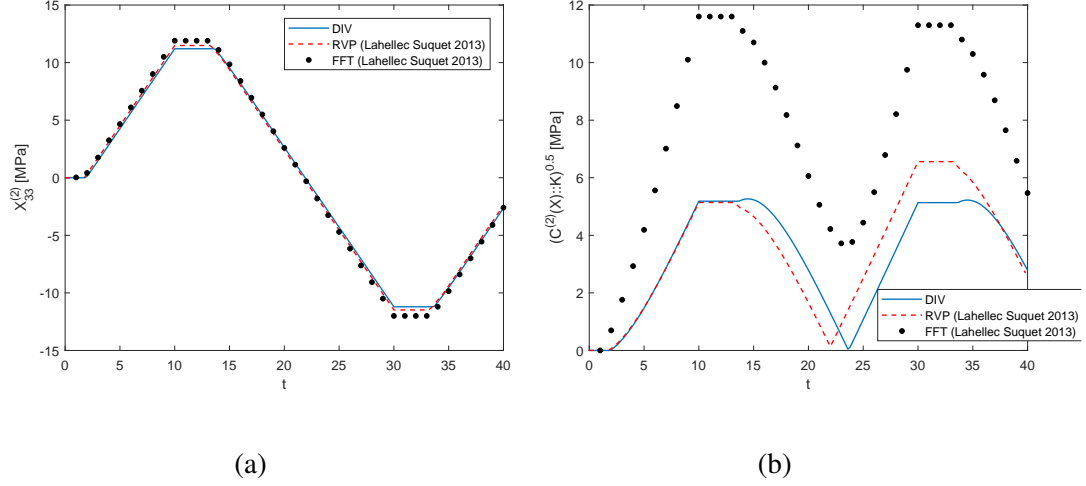 15
10
5
0
-5
-10
-15
0 5 10 15 20 25 30 35 40
t
X33(2) [MPa]
DIV
RVP (Lahellec Suquet 2013)
FFT (Lahellec Suquet 2013)
(a)
12
10
8
6
4
2
0
0 5 10 15 20 25 30 35 40
t
(C(2)(X)::K)0.5 [MPa]
DIV
RVP (Lahellec Suquet 2013)
FFT (Lahellec Suquet 2013)
(b)